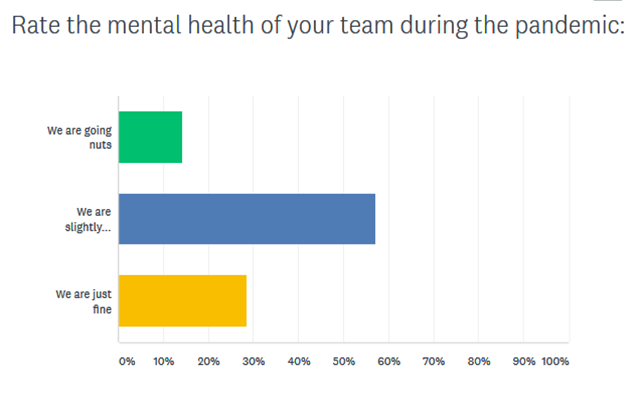 Rate the mental health of your team during the pandemic:
We are going
nuts
We are
slightly...
We are just
fine
0% 10% 20% 30% 40% 50% 60% 70% 80% 90% 100%